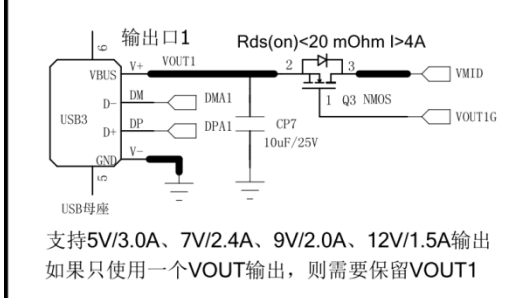 输出口1
Rds(on)<20 mOhm I>4A
6
V+
VOUT1
2
3
VBUS
VMID
DM
D-
DMA1
1
Q3 NMOS
VOUT1G
USB3
DP
D+
DPA1
CP7
10uF/25V
V-
GND
5
USB母座
支持5V/3.0A、7V/2.4A、9V/2.0A、12V/1.5A输出
如果只使用一个VOUT输出，则需要保留VOUT1